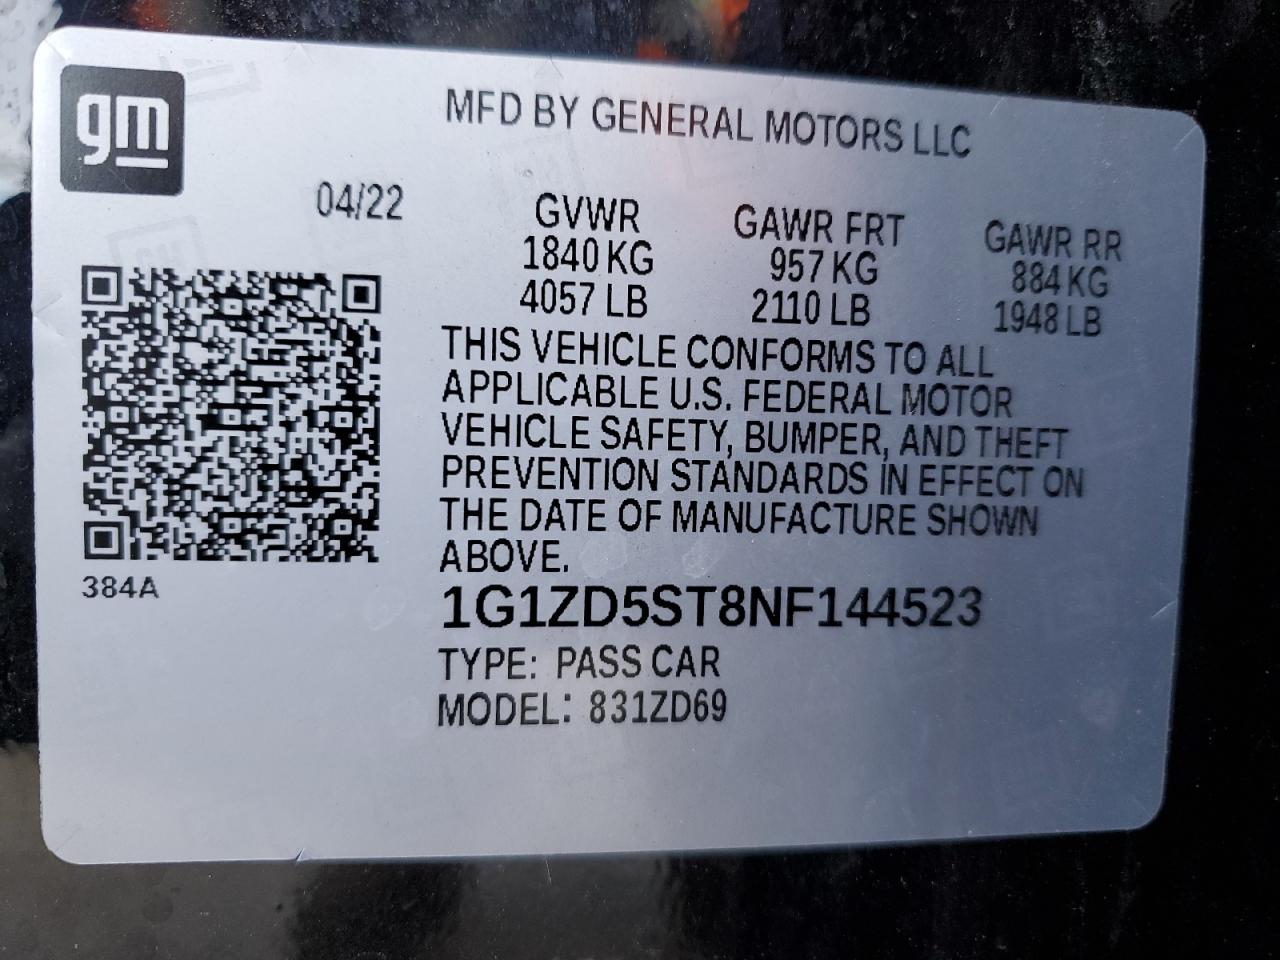 gm
MFD BY GENERAL MOTORS LLC
04/22
GVWR
1840 KG
4057 LB
GAWR FRT
957 KG
2110 LB
GAWR RR
884 KG
1948 LB
THIS VEHICLE CONFORMS TO ALL
APPLICABLE U.S. FEDERAL MOTOR
VEHICLE SAFETY, BUMPER, AND THEFT
PREVENTION STANDARDS IN EFFECT ON
THE DATE OF MANUFACTURE SHOWN
ABOVE.
384A
1G1ZD5ST8NF144523
TYPE: PASS CAR
MODEL: 831ZD69